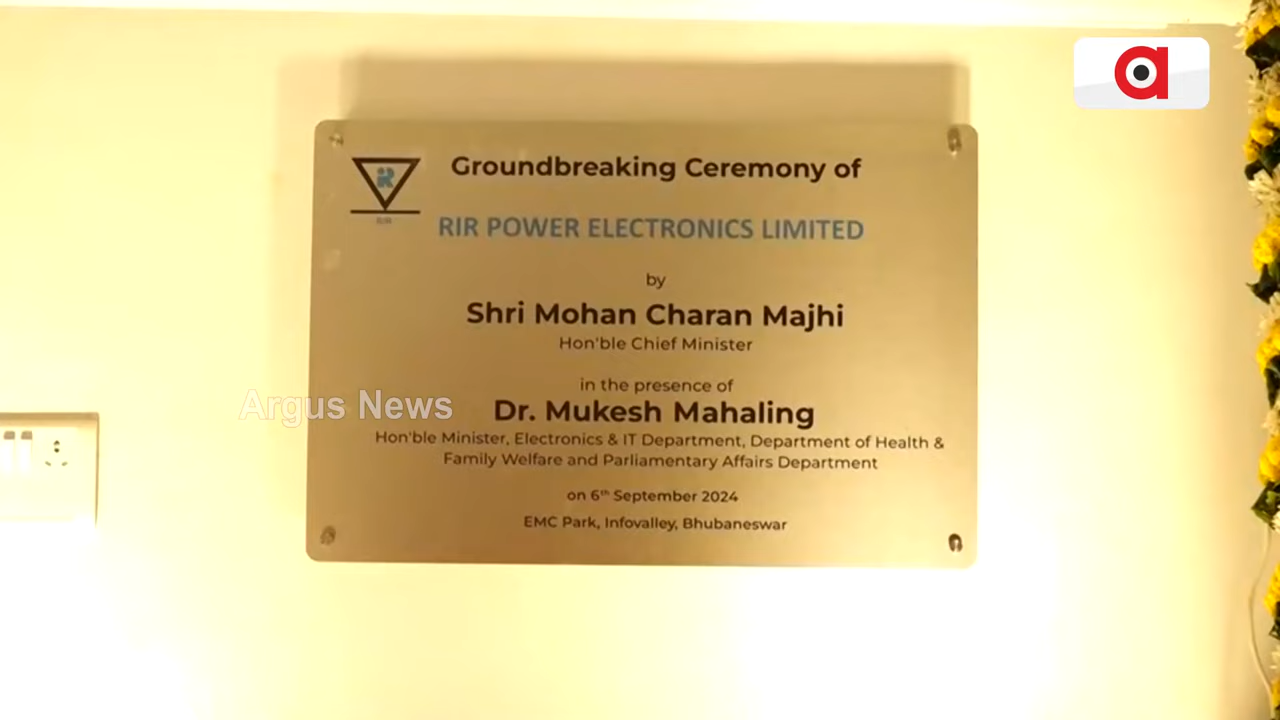 Groundbreaking Ceremony of
RIR POWER ELECTRONICS LIMITED
by
Shri Mohan Charan Majhi
Hon'ble Chief Minister
in the presence of
Dr. Mukesh Mahaling
Hon'ble Minister, Electronics & IT Department, Department of Health &
Family Welfare and Parliamentary Affairs Department
on 6th September 2024
EMC Park, Infovalley, Bhubaneswar
Argus News